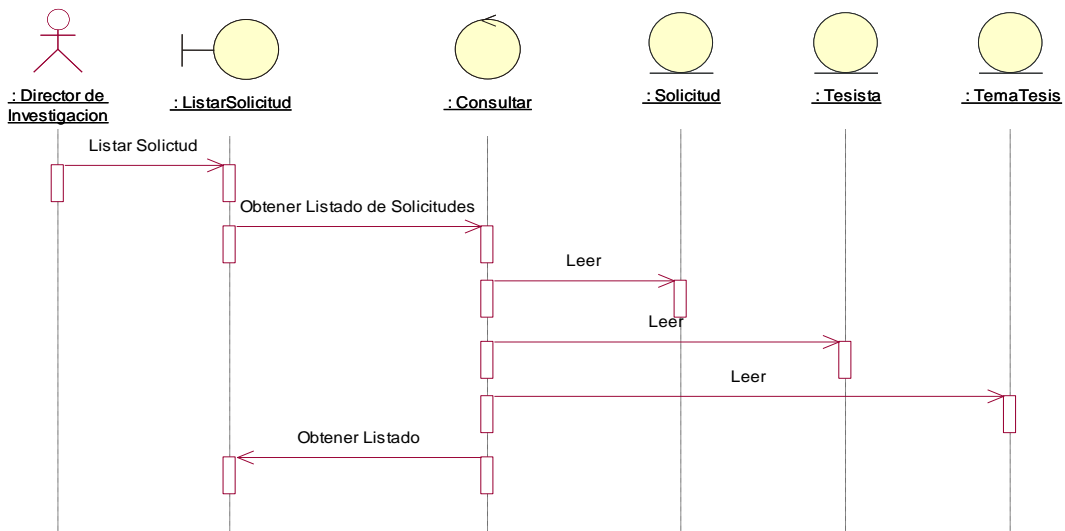 : Director de
Investigacion
: ListarSolicitud
: Consultar
: Solicitud
: Tesista
: TemaTesis
Listar Solictud
Obtener Listado de Solicitudes
Leer
Leer
Leer
Obtener Listado